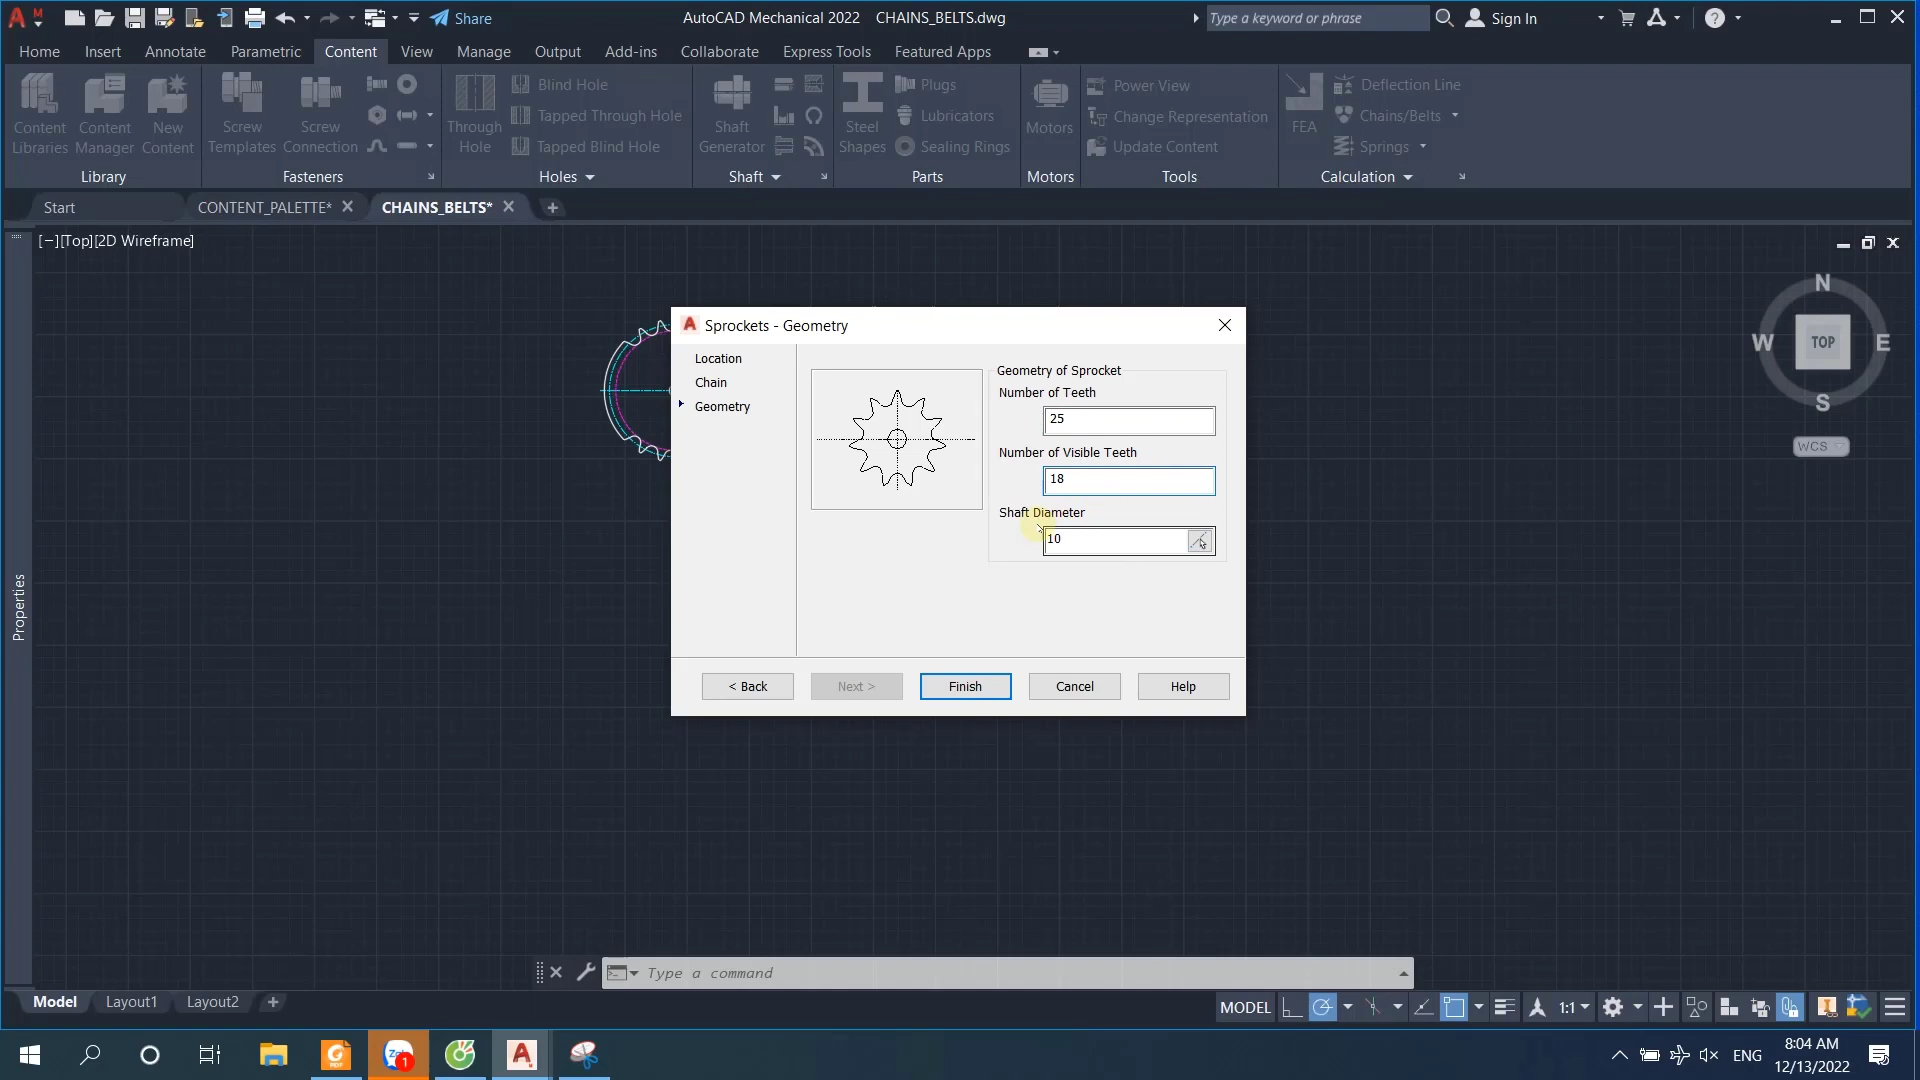 M
Share
AutoCAD Mechanical 2022 CHAINS_BELTS.dwg
Type a keyword or phrase
Sign In
Home Insert Annotate Parametric Content View Manage Output Add-ins Collaborate Express Tools Featured Apps
Content Libraries
Content Manager
New Content
Library
Screw Templates
Screw Connection
Fasteners
Through Hole
Blind Hole
Tapped Through Hole
Tapped Blind Hole
Holes
Shaft Generator
Shaft
Steel Shapes
Plugs
Lubricators
Sealing Rings
Parts
Motors
Motors
Power View
Change Representation
Update Content
Tools
FEA
Deflection Line
Chains/Belts
Springs
Calculation
Start CONTENT_PALETTE* CHAINS_BELTS*
[−][Top][2D Wireframe]
N
W TOP E
S
WCS
Properties
Sprockets - Geometry
Location
Chain
Geometry
Geometry of Sprocket
Number of Teeth
25
Number of Visible Teeth
18
Shaft Diameter
10
< Back Next > Finish Cancel Help
Type a command
Model Layout1 Layout2
MODEL
1:1
1
ENG
8:04 AM
12/13/2022